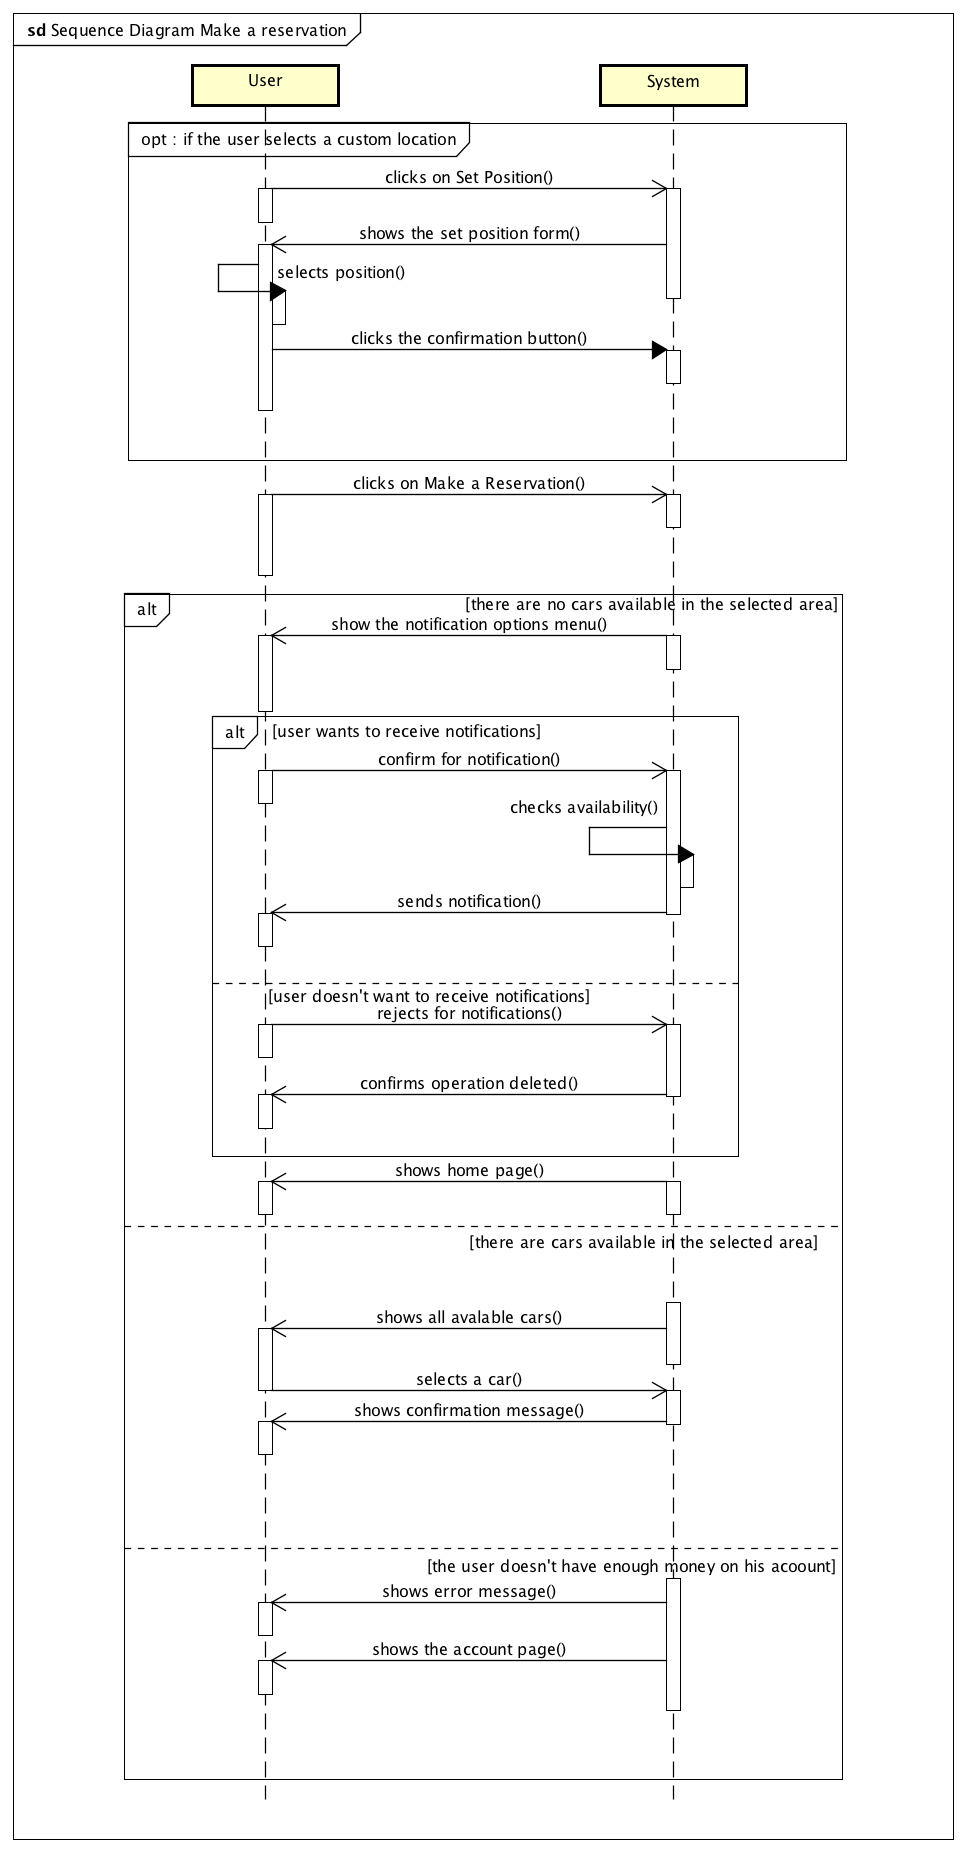 sd Sequence Diagram Make a reservation
User
System
opt : if the user selects a custom location
clicks on Set Position()
shows the set position form()
selects position()
clicks the confirmation button()
clicks on Make a Reservation()
alt
[there are no cars available in the selected area]
show the notification options menu()
alt
[user wants to receive notifications]
confirm for notification()
checks availability()
sends notification()
[user doesn't want to receive notifications]
rejects for notifications()
confirms operation deleted()
shows home page()
[there are cars available in the selected area]
shows all avalable cars()
selects a car()
shows confirmation message()
[the user doesn't have enough money on his acoount]
shows error message()
shows the account page()